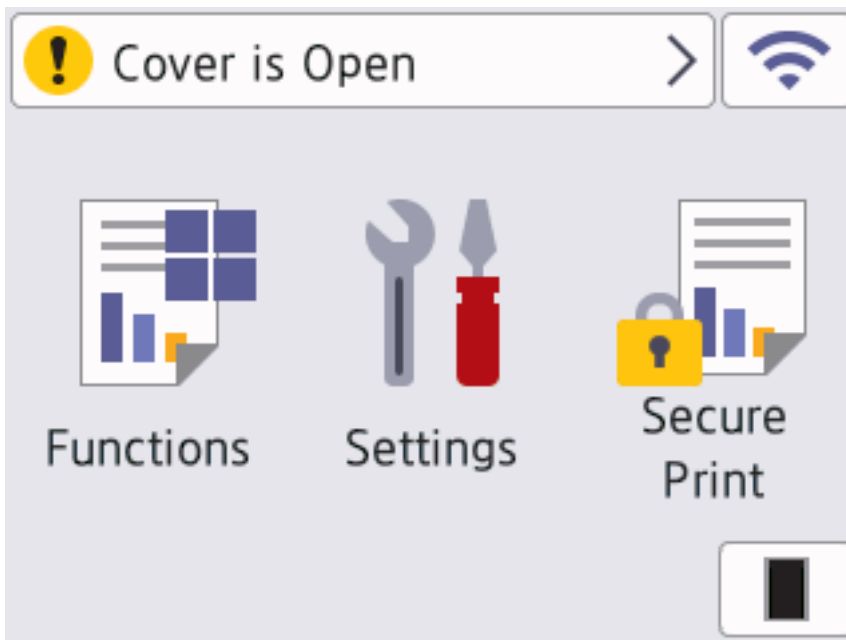 Cover is Open
Functions
Settings
Secure
Print